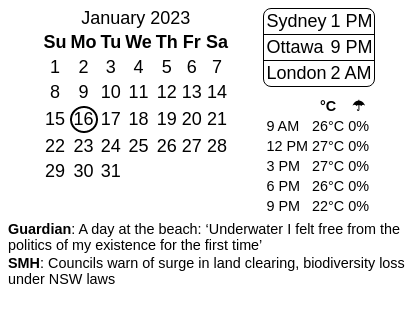 January 2023
Su Mo Tu We Th Fr Sa
1 2 3 4 5 6 7
8 9 10 11 12 13 14
15 16 17 18 19 20 21
22 23 24 25 26 27 28
29 30 31
Sydney 1 PM
Ottawa 9 PM
London 2 AM
°C ☂
9 AM 26°C 0%
12 PM 27°C 0%
3 PM 27°C 0%
6 PM 26°C 0%
9 PM 22°C 0%
Guardian: A day at the beach: ‘Underwater I felt free from the
politics of my existence for the first time’
SMH: Councils warn of surge in land clearing, biodiversity loss
under NSW laws